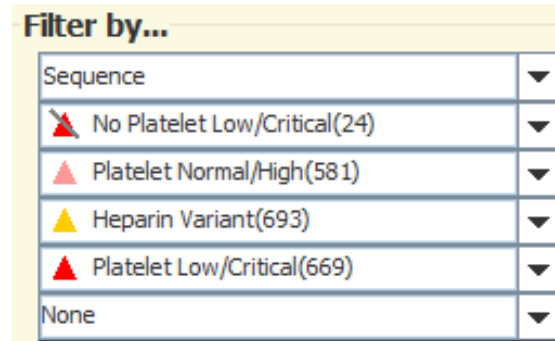 Filter by...
Sequence
No Platelet Low/Critical(24)
Platelet Normal/High(581)
Heparin Variant(693)
Platelet Low/Critical(669)
None